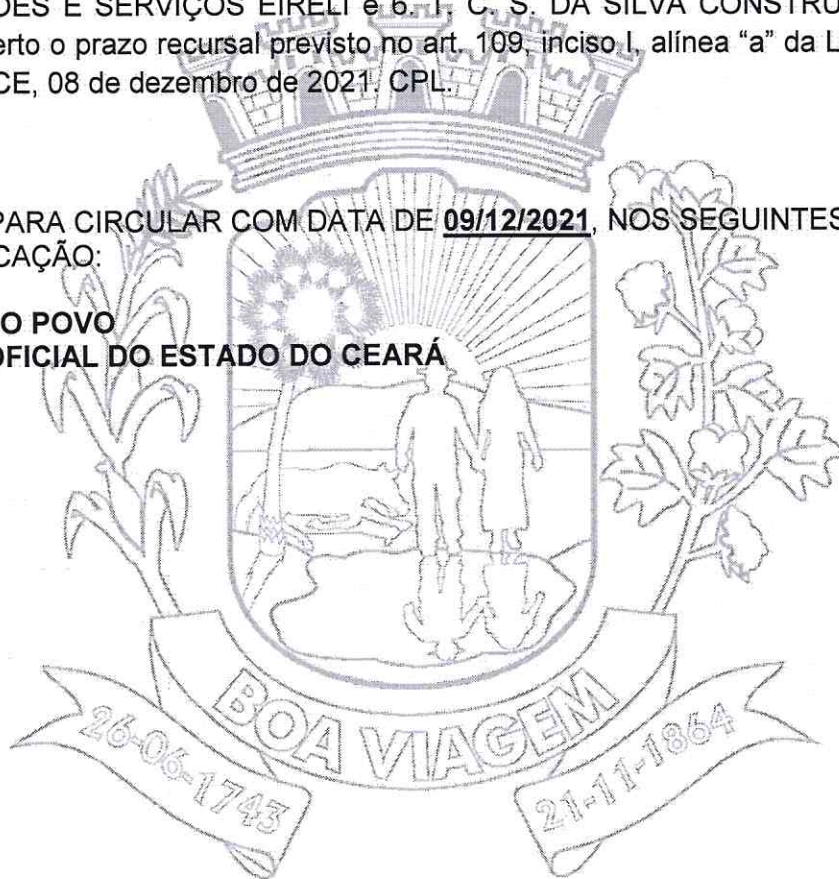 DES E SERVIÇOS EIRELI e 6. T. C. S. DA SILVA CONSTRU
erto o prazo recursal previsto no art. 109, inciso I, alínea “a” da L
CE, 08 de dezembro de 2021. CPL.
PARA CIRCULAR COM DATA DE 09/12/2021, NOS SEGUINTES
CAÇÃO:
O POVO
OFICIAL DO ESTADO DO CEARÁ
BOA VIAGEM
26-06-1743
21-11-1864